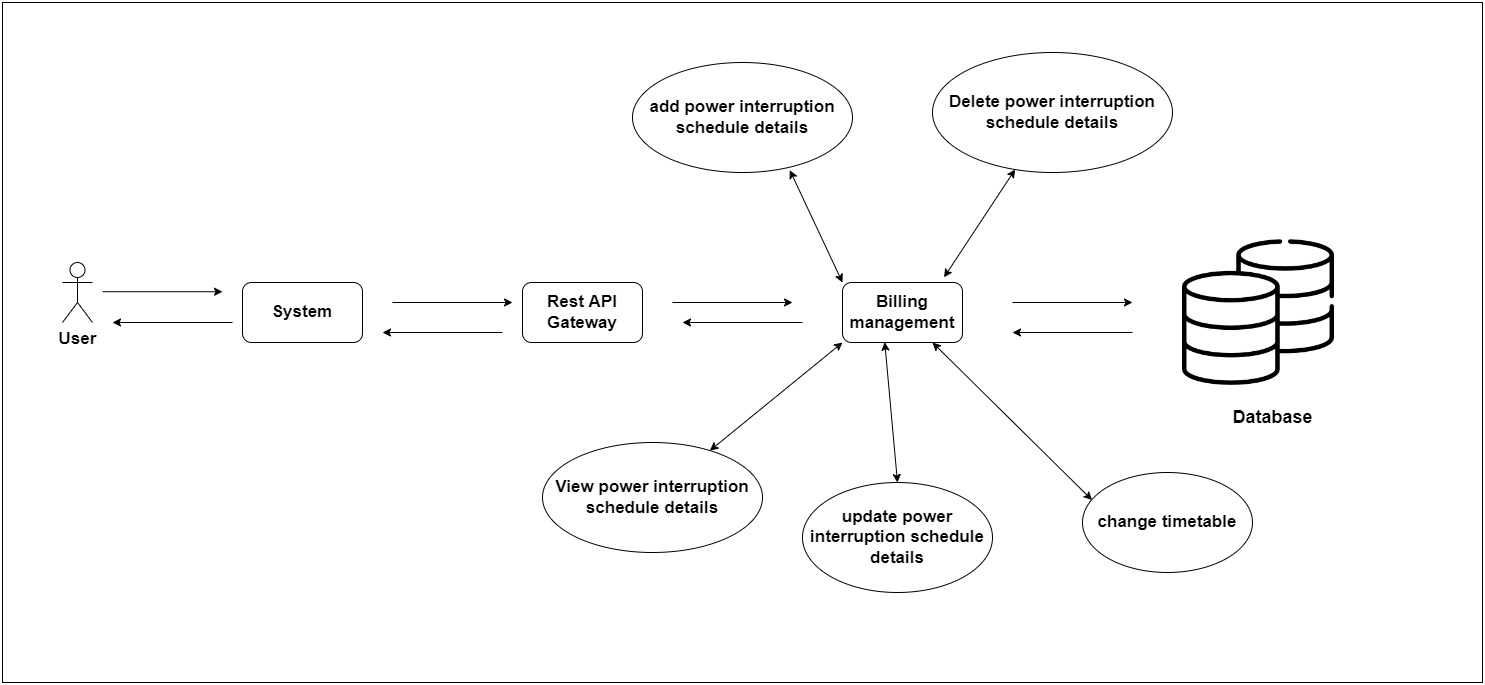 add power interruption
schedule details
Delete power interruption
schedule details
User
System
Rest API
Gateway
Billing
management
Database
View power interruption
schedule details
update power
interruption schedule
details
change timetable